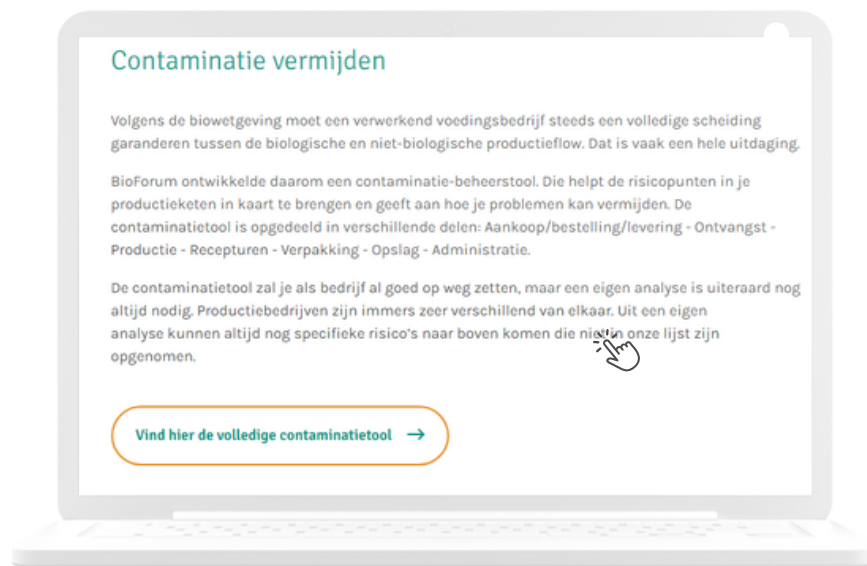 Contaminatie vermijden
Volgens de biowetgeving moet een verwerkend voedingsbedrijf steeds een volledige scheiding
garanderen tussen de biologische en niet-biologische productieflow. Dat is vaak een hele uitdaging.
BioForum ontwikkelde daarom een contaminatie-beheerstool. Die helpt de risicopunten in je
productieketen in kaart te brengen en geeft aan hoe je problemen kan vermijden. De
contaminatietool is opgedeeld in verschillende delen: Aankoop/bestelling/levering - Ontvangst -
Productie - Recepturen - Verpakking - Opslag - Administratie.
De contaminatietool zal je als bedrijf al goed op weg zetten, maar een eigen analyse is uiteraard nog
altijd nodig. Productiebedrijven zijn immers zeer verschillend van elkaar. Uit een eigen
analyse kunnen altijd nog specifieke risico's naar boven komen die niet in onze lijst zijn
opgenomen.
Vind hier de volledige contaminatietool →